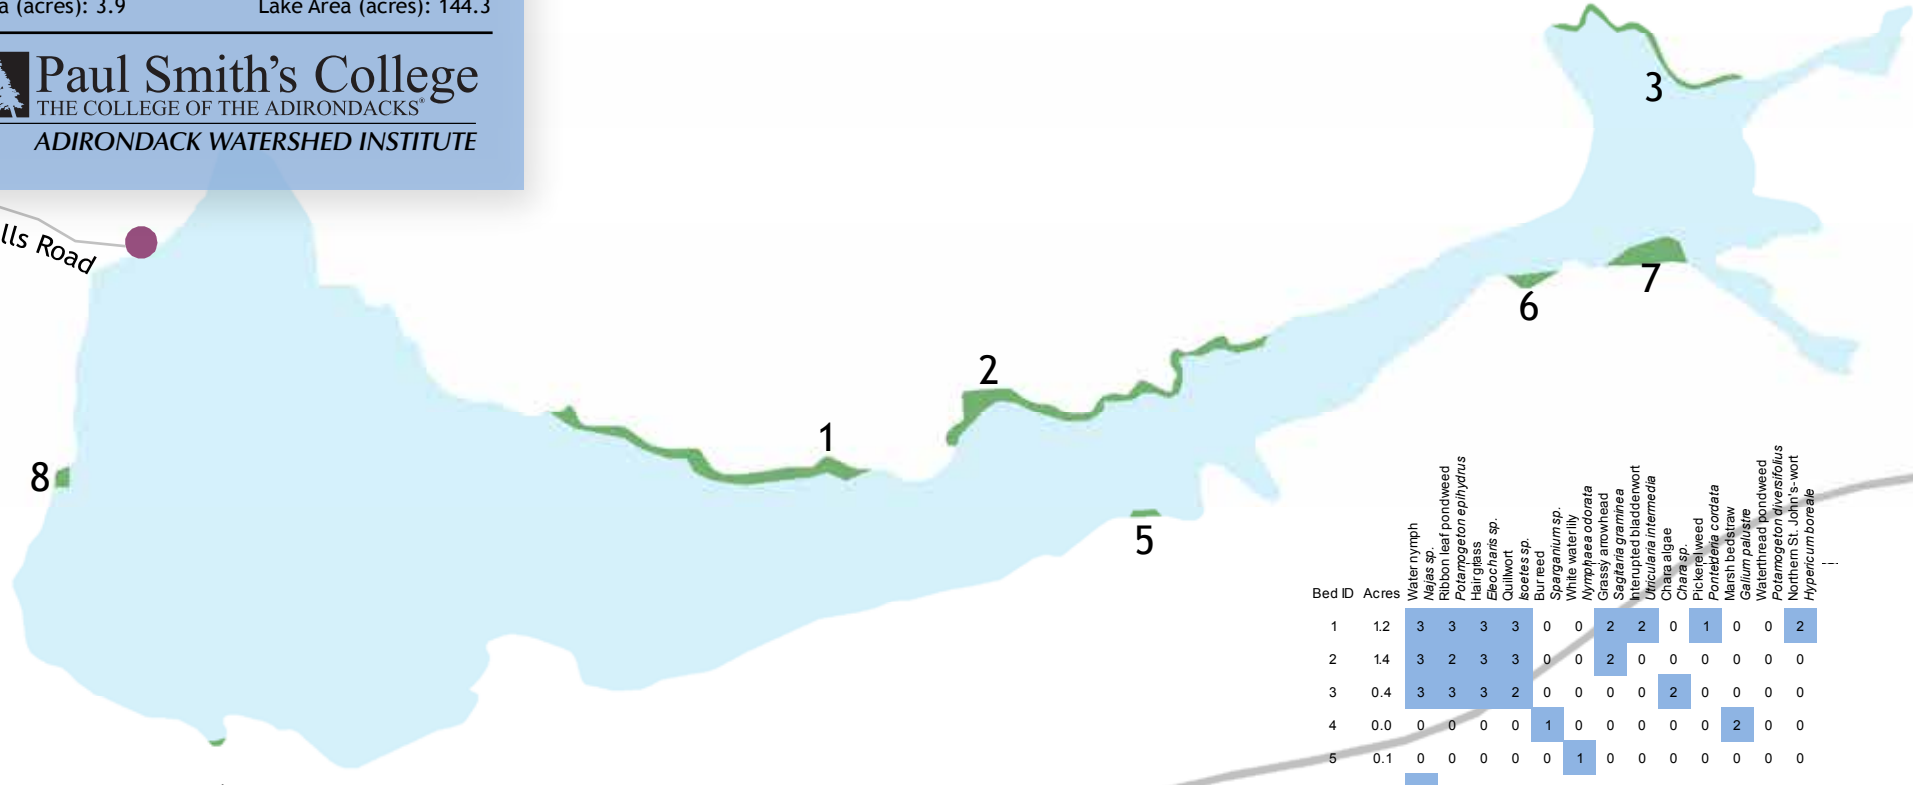 a (acres): 3.9 Lake Area (acres): 144.3
Paul Smith's College
THE COLLEGE OF THE ADIRONDACKS®
ADIRONDACK WATERSHED INSTITUTE
lls Road
3
7
6
2
1
8
5
Bed ID Acres
Water nymph
Najas sp.
Ribbon leaf pondweed
Potamogeton epihydrus
Hair grass
Eleocharis sp.
Quillwort
Isoetes sp.
Bur reed
Sparganium sp.
White waterlily
Nymphaea odorata
Grassy arrowhead
Sagitaria graminea
Interupted bladderwort
Utricularia intermedia
Chara algae
Chara sp.
Pickerel weed
Pontederia cordata
Marsh bedstraw
Galium palustre
Waterthread pondweed
Potamogeton diversifolius
Northern St. John's-wort
Hypericum boreale
1 1.2 3 3 3 3 0 0 2 2 0 1 0 0 2
2 1.4 3 2 3 3 0 0 2 0 0 0 0 0 0
3 0.4 3 3 3 2 0 0 0 0 2 0 0 0 0
4 0.0 0 0 0 0 1 0 0 0 0 0 2 0 0
5 0.1 0 0 0 0 0 1 0 0 0 0 0 0 0